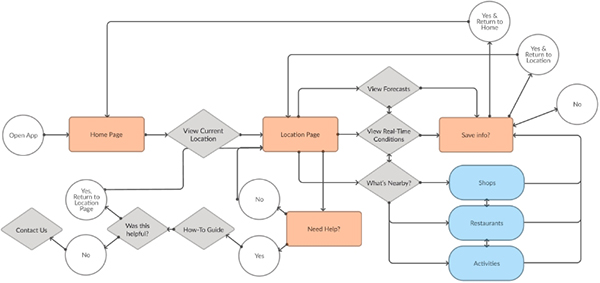 Yes &
Return to
Home
Yes &
Return to
Location
View Forecasts
No
Open App
Home Page
View Current
Location
Location Page
View Real-Time
Conditions
Save info?
What's Nearby?
Shops
Yes,
Return to
Location
Page
No
Contact Us
Was this
helpful?
How-To Guide
Need Help?
Restaurants
No
Yes
Activities